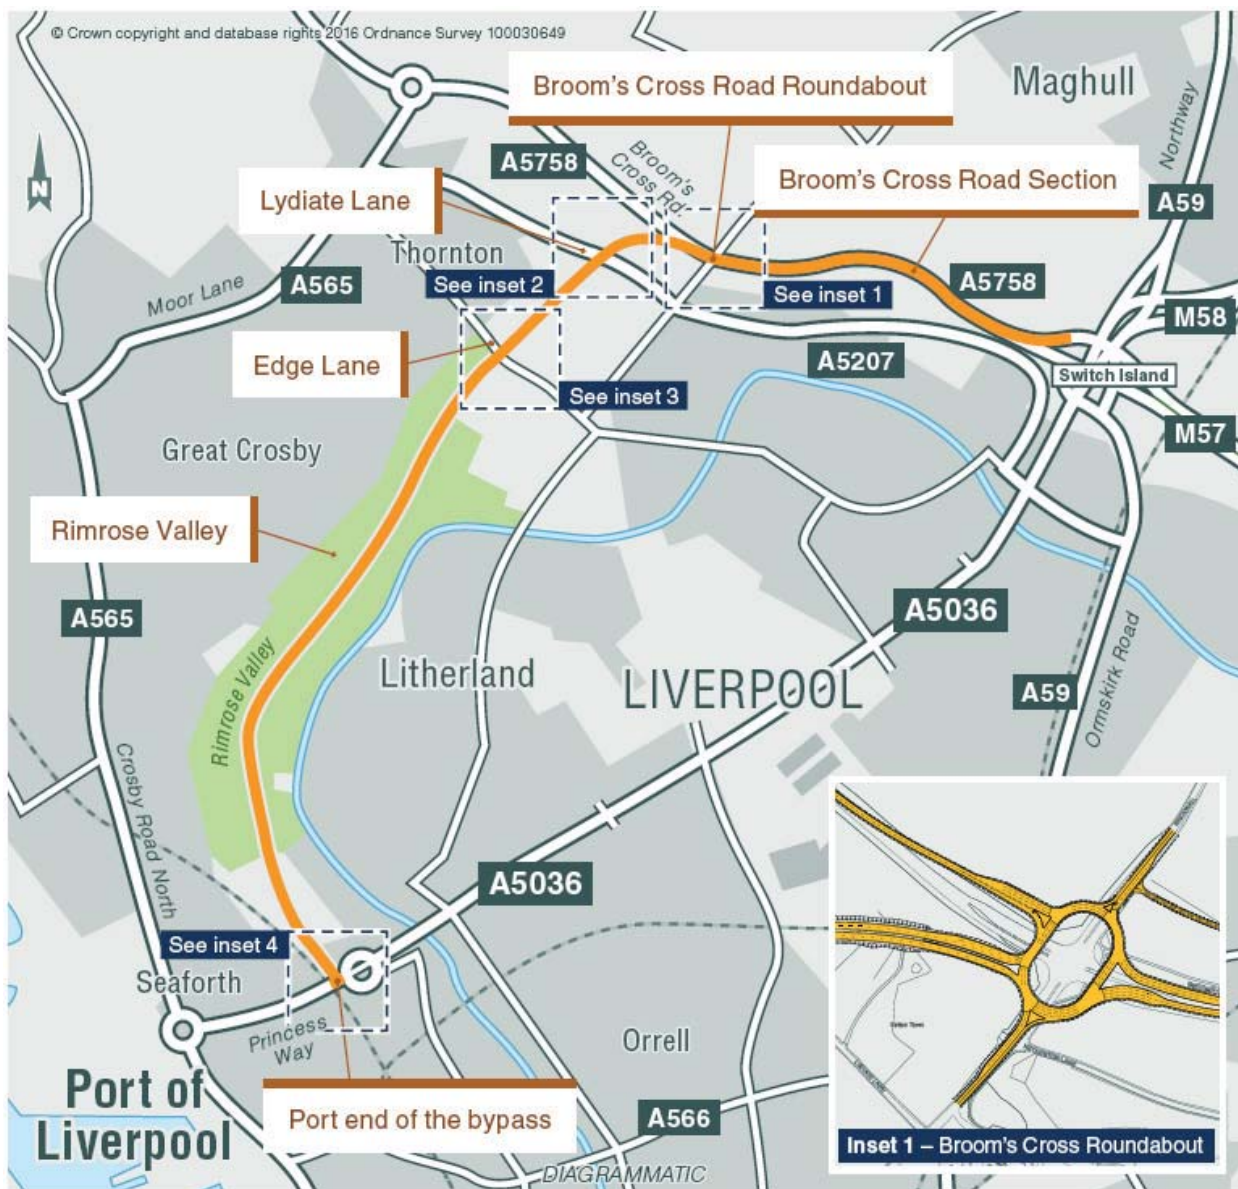 © Crown copyright and database rights 2016 Ordnance Survey 100030649
Broom's Cross Road Roundabout
Maghull
Northway
N
A5758
Broom's
Cross Rd.
Broom's Cross Road Section
Lydiate Lane
A59
Thornton
A565
Moor Lane
See inset 2
See inset 1
A5758
M58
Edge Lane
A5207
Switch Island
See inset 3
M57
Great Crosby
Rimrose Valley
A565
A5036
Rimrose Valley
Litherland
LIVERPOOL
A59
Ormskirk Road
Crosby Road North
A5036
See inset 4
Seaforth
Princess
Way
Orrell
Port of
Liverpool
Port end of the bypass
A566
DIAGRAMMATIC
Inset 1 – Broom's Cross Roundabout